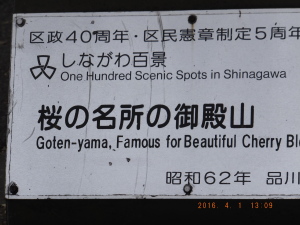 区政40周年・区民憲章制定5周年
しながわ百景
One Hundred Scenic Spots in Shinagawa
桜の名所の御殿山
Goten-yama, Famous for Beautiful Cherry Bl
昭和62年 品川
2016. 4. 1 13:09